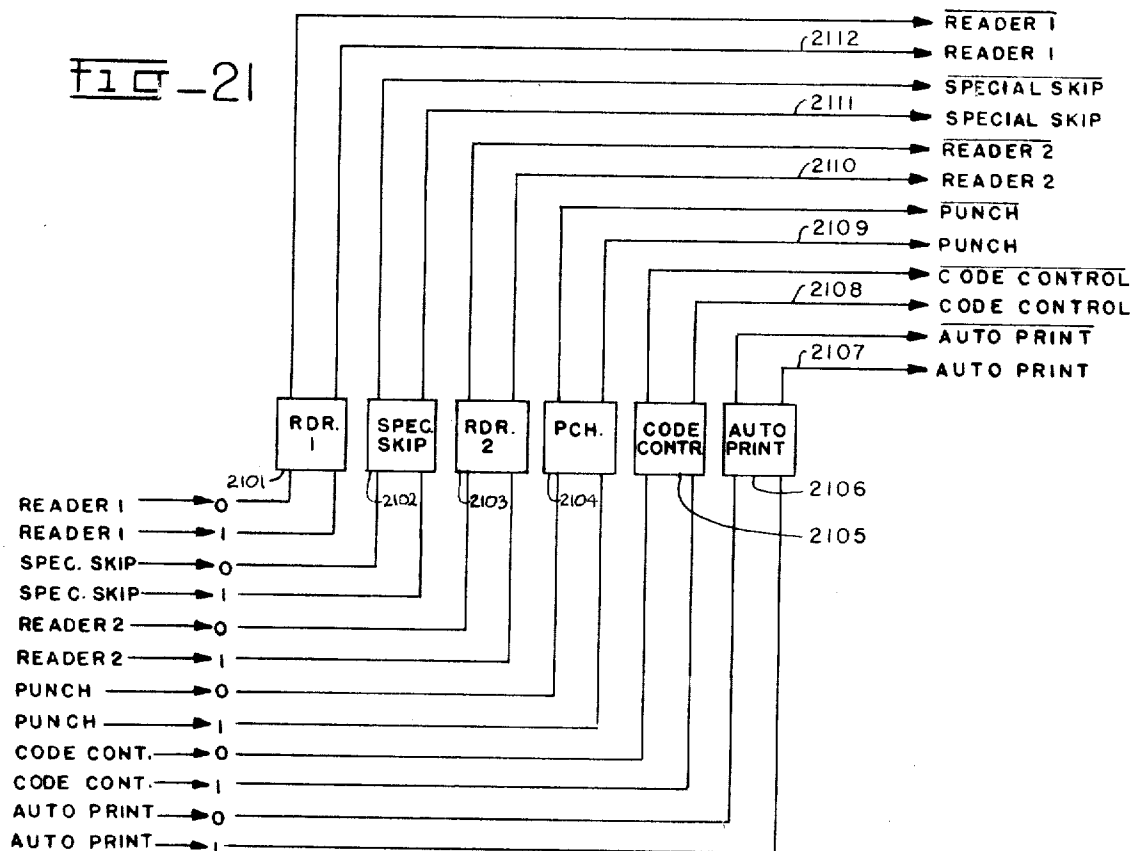 FIG-21
READER 1
2112
READER 1
SPECIAL SKIP
2111
SPECIAL SKIP
READER 2
2110
READER 2
PUNCH
2109
PUNCH
CODE CONTROL
2108
CODE CONTROL
AUTO PRINT
2107
AUTO PRINT
RDR. 1
SPEC. SKIP
RDR. 2
PCH.
CODE CONTR.
AUTO PRINT
2101
2102
2103
2104
2106
2105
READER 1 0
READER 1 1
SPEC. SKIP 0
SPEC. SKIP 1
READER 2 0
READER 2 1
PUNCH 0
PUNCH 1
CODE CONT. 0
CODE CONT. 1
AUTO PRINT 0
AUTO PRINT 1